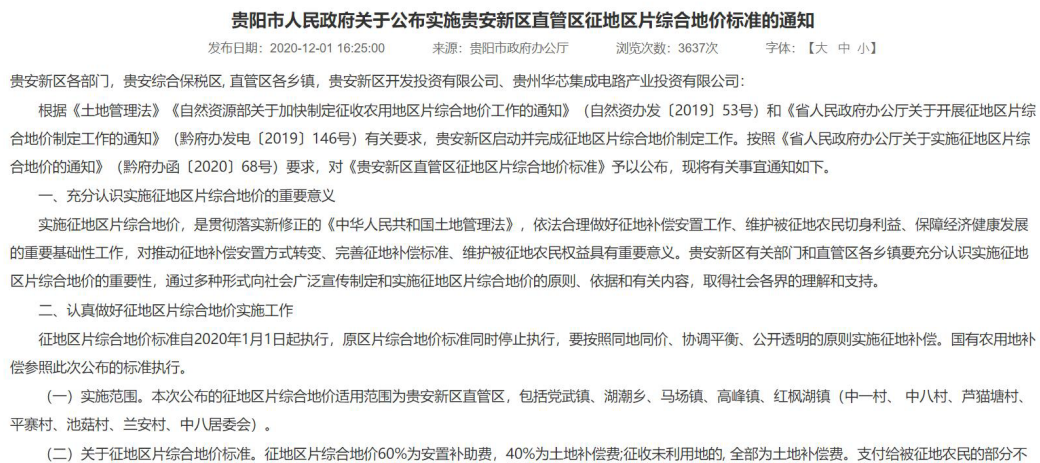 贵阳市人民政府关于公布实施贵安新区直管区征地区片综合地价标准的通知
发布日期：2020-12-01 16:25:00 来源：贵阳市政府办公厅 浏览次数：3637次 字体：【大 中 小】
贵安新区各部门，贵安综合保税区, 直管区各乡镇，贵安新区开发投资有限公司、贵州华芯集成电路产业投资有限公司：
根据《土地管理法》《自然资源部关于加快制定征收农用地区片综合地价工作的通知》（自然资办发〔2019〕53号）和《省人民政府办公厅关于开展征地区片综
合地价制定工作的通知》（黔府办发电〔2019〕146号）有关要求，贵安新区启动并完成征地区片综合地价制定工作。按照《省人民政府办公厅关于实施征地区片综
合地价的通知》（黔府办函〔2020〕68号）要求，对《贵安新区直管区征地区片综合地价标准》予以公布，现将有关事宜通知如下。
一、充分认识实施征地区片综合地价的重要意义
实施征地区片综合地价，是贯彻落实新修正的《中华人民共和国土地管理法》，依法合理做好征地补偿安置工作、维护被征地农民切身利益、保障经济健康发展
的重要基础性工作，对推动征地补偿安置方式转变、完善征地补偿标准、维护被征地农民权益具有重要意义。贵安新区有关部门和直管区各乡镇要充分认识实施征地
区片综合地价的重要性，通过多种形式向社会广泛宣传制定和实施征地区片综合地价的原则、依据和有关内容，取得社会各界的理解和支持。
二、认真做好征地区片综合地价实施工作
征地区片综合地价标准自2020年1月1日起执行，原区片综合地价标准同时停止执行，要按照同地同价、协调平衡、公开透明的原则实施征地补偿。国有农用地补
偿参照此次公布的标准执行。
（一）实施范围。本次公布的征地区片综合地价适用范围为贵安新区直管区，包括党武镇、湖潮乡、马场镇、高峰镇、红枫湖镇（中一村、 中八村、芦猫塘村、
平寨村、池菇村、兰安村、中八居委会）。
（二）关于征地区片综合地价标准。征地区片综合地价60%为安置补助费，40%为土地补偿费;征收未利用地的, 全部为土地补偿费。支付给被征地农民的部分不